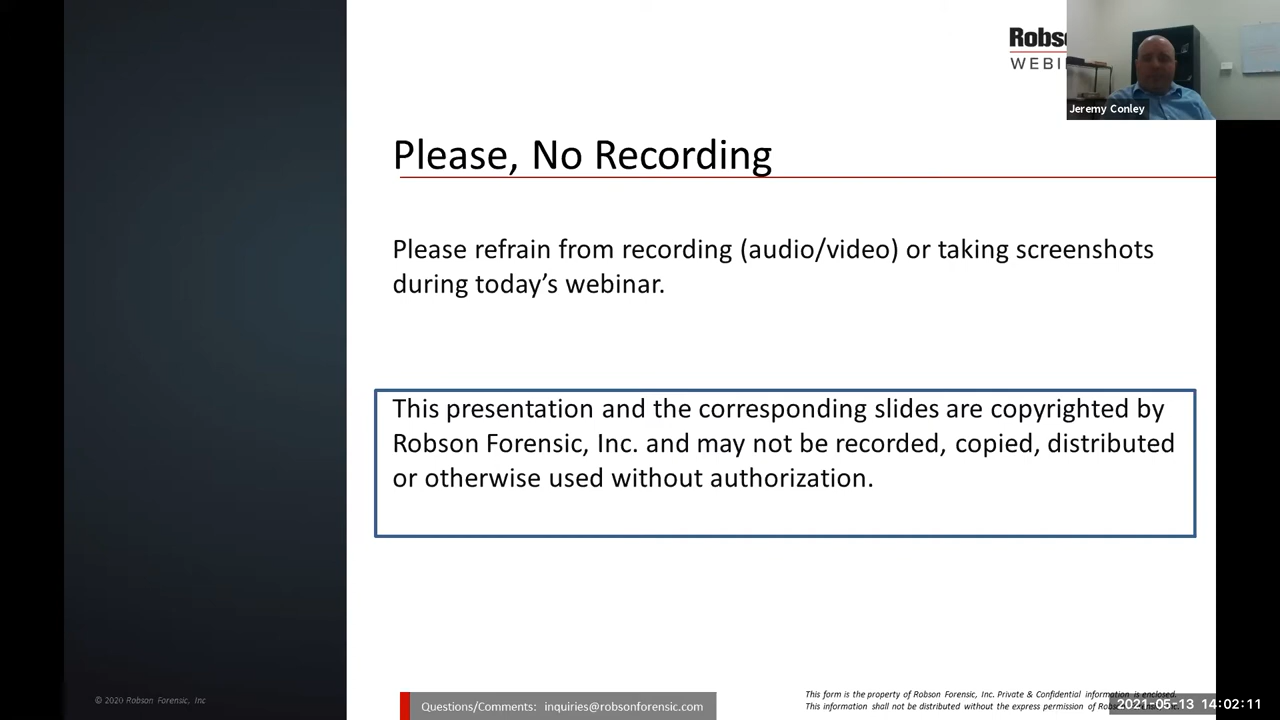 Robs
WEBI
Jeremy Conley
Please, No Recording
Please refrain from recording (audio/video) or taking screenshots
during today’s webinar.
This presentation and the corresponding slides are copyrighted by
Robson Forensic, Inc. and may not be recorded, copied, distributed
or otherwise used without authorization.
© 2020 Robson Forensic, Inc
Questions/Comments: inquiries@robsonforensic.com
This form is the property of Robson Forensic, Inc. Private & Confidential information is enclosed.
This information shall not be distributed without the express permission of
2021-05-13 14:02:11